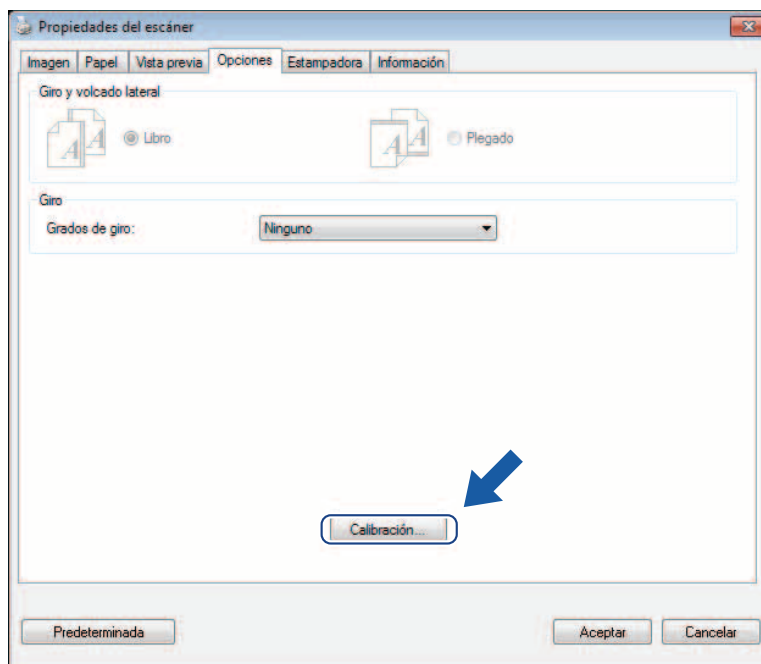 Propiedades del escáner
Imagen Papel Vista previa Opciones Estampadora Información
Giro y volcado lateral
A A Libro A A Plegado
Giro
Grados de giro: Ninguno
Calibración...
Predeterminada Aceptar Cancelar